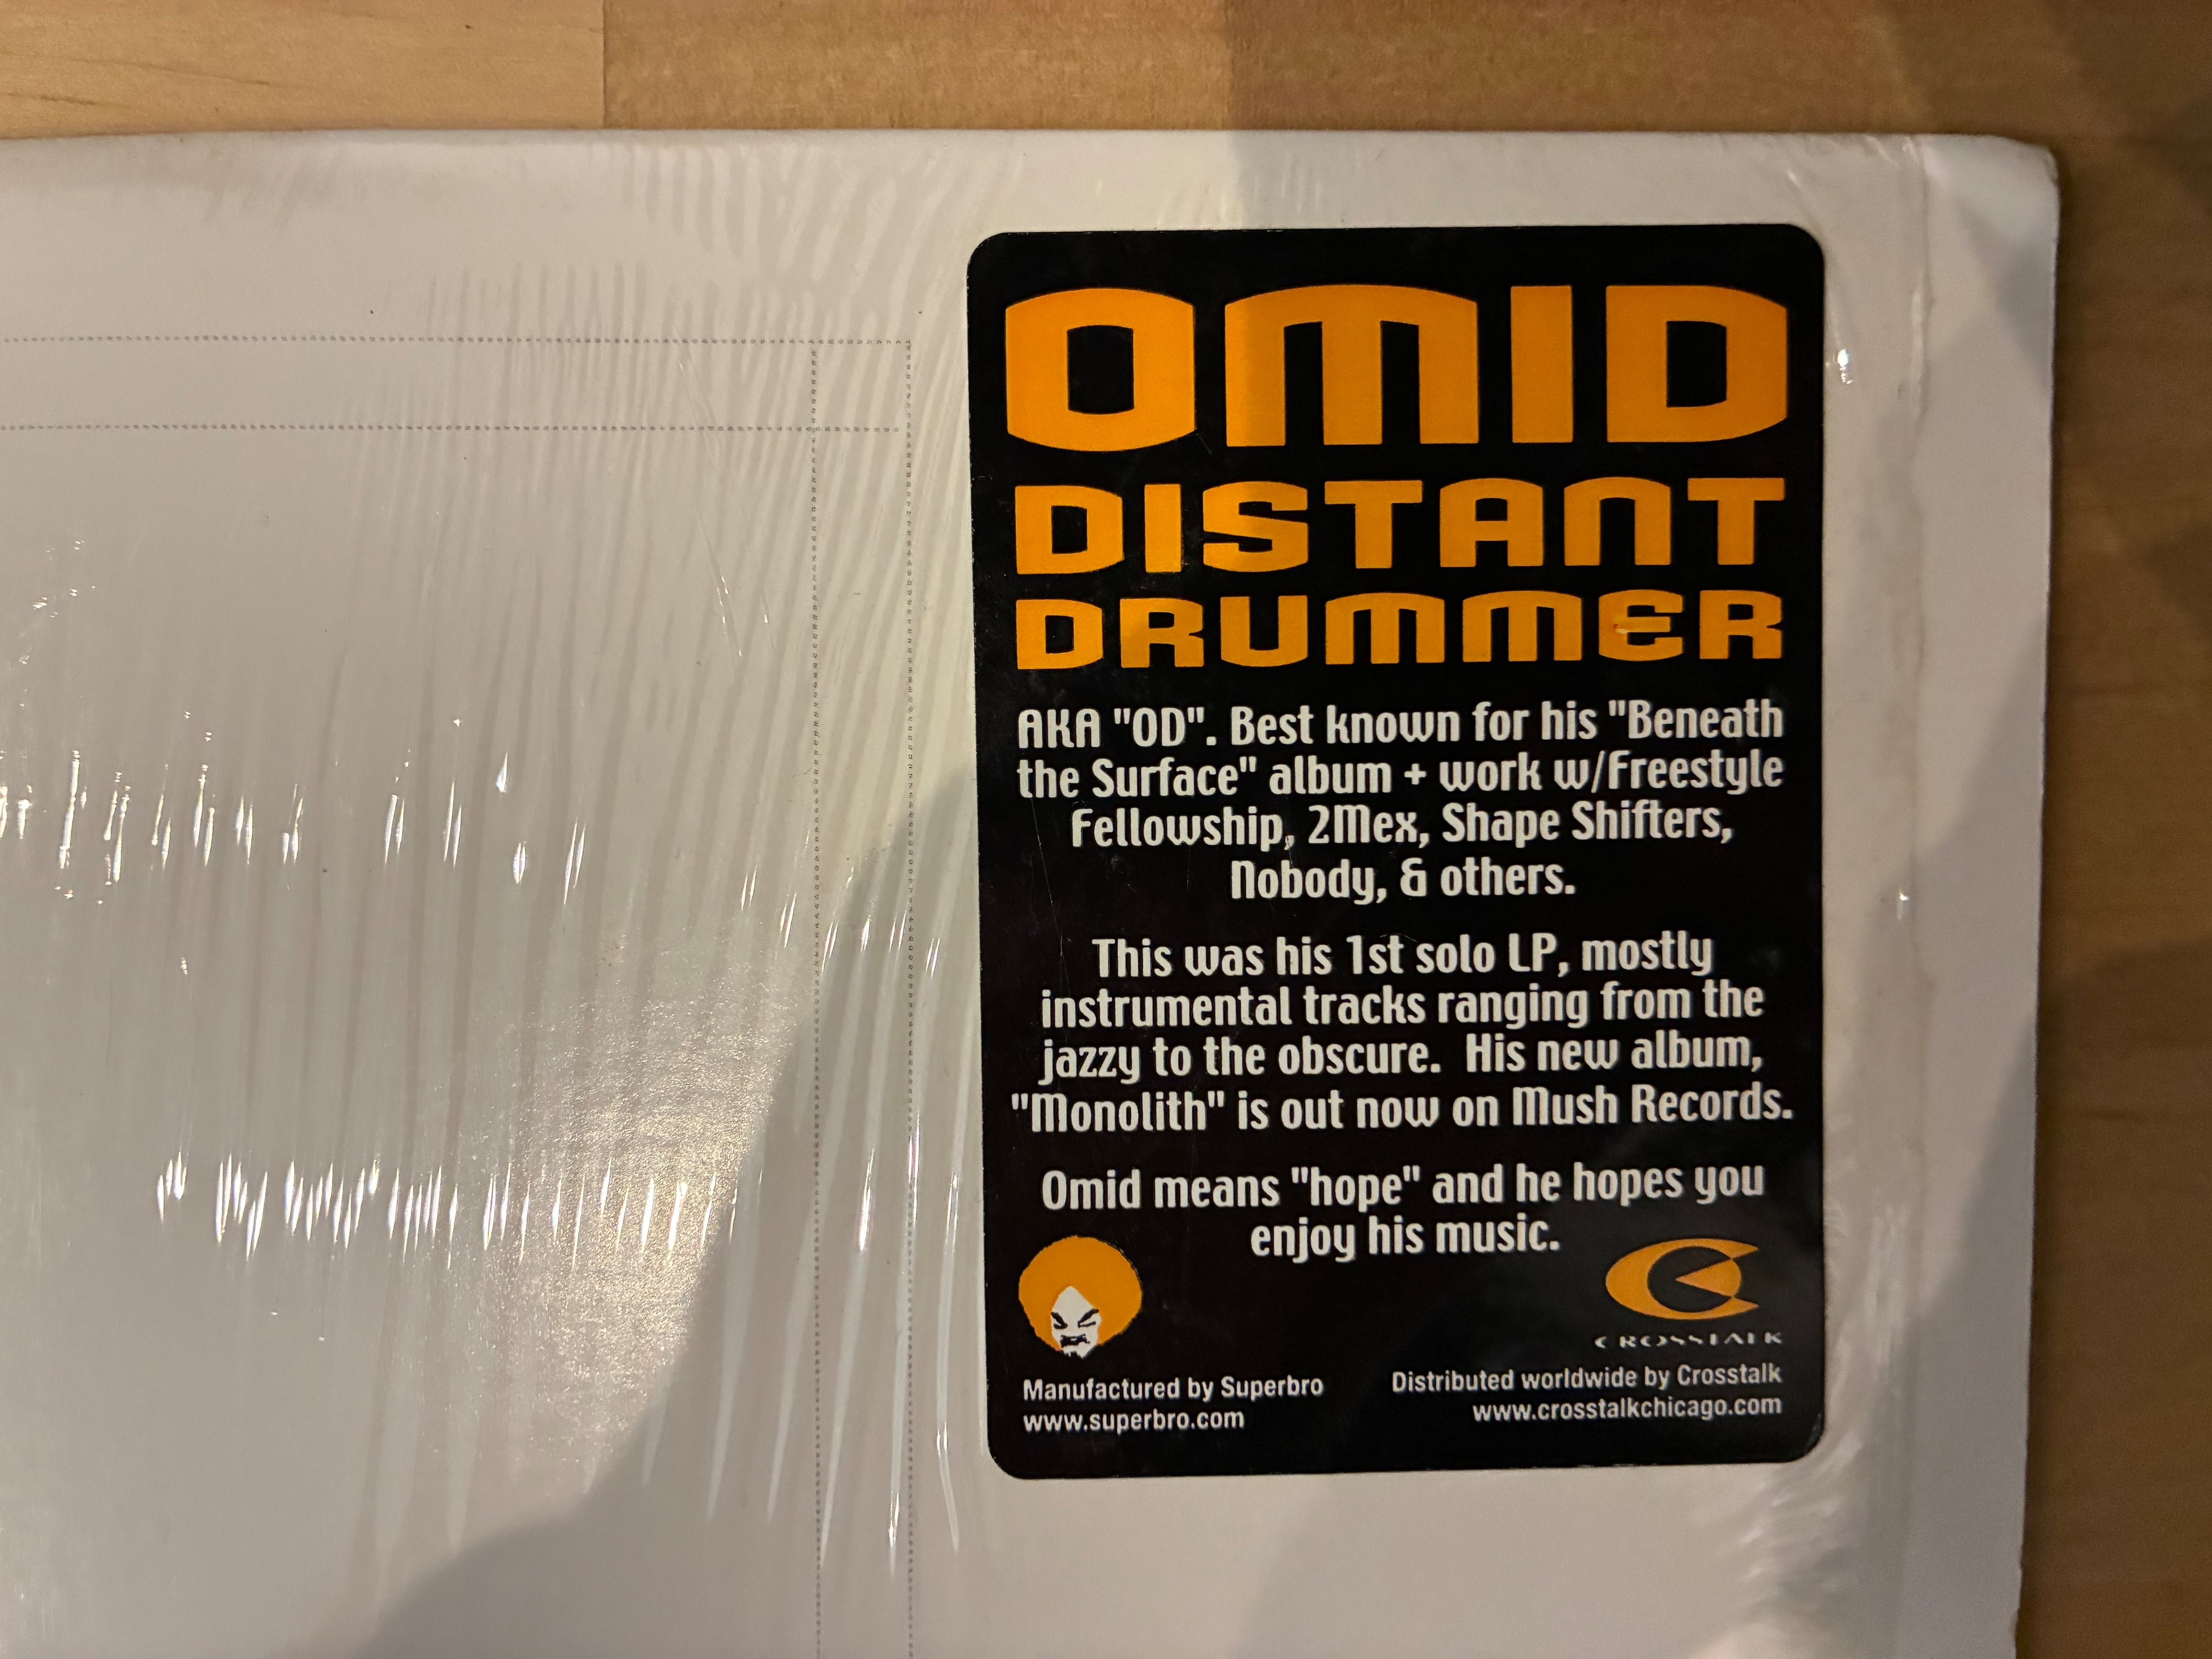 OMID
DISTANT
DRUMMER
AKA "OD". Best known for his "Beneath
the Surface" album + work w/Freestyle
Fellowship, 2Mex, Shape Shifters,
Nobody, & others.
This was his 1st solo LP, mostly
instrumental tracks ranging from the
jazzy to the obscure. His new album,
"Monolith" is out now on Mush Records.
Omid means "hope" and he hopes you
enjoy his music.
CROSSTALK
Manufactured by Superbro
www.superbro.com
Distributed worldwide by Crosstalk
www.crosstalkchicago.com